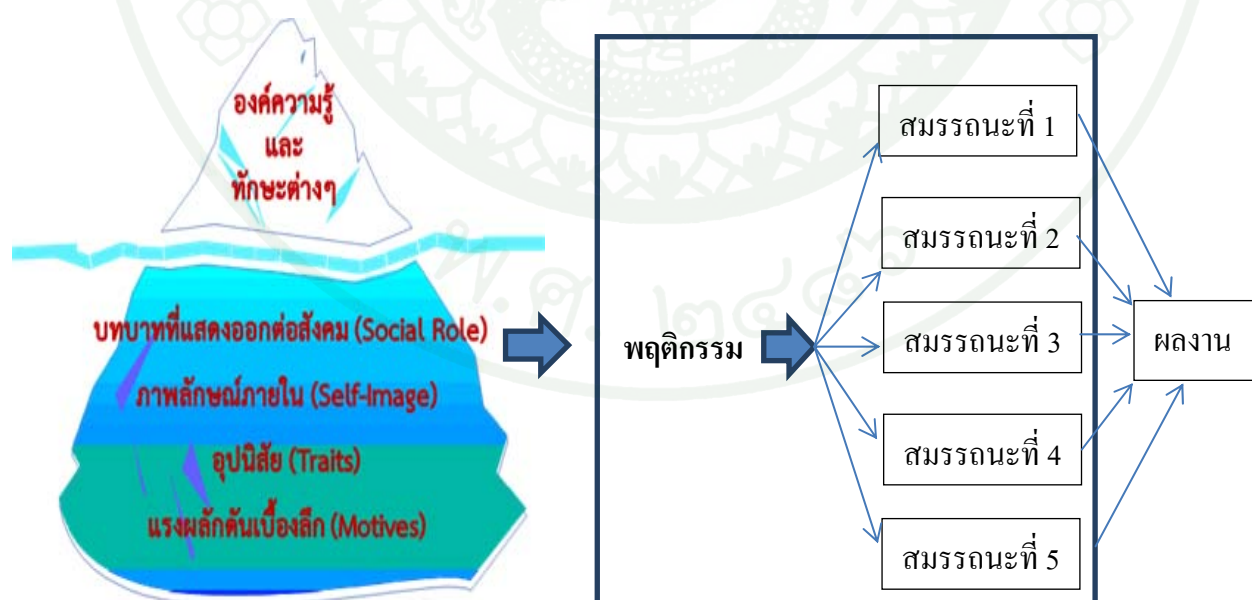 องค์ความรู้
และ
ทักษะต่างๆ
บทบาทที่แสดงออกต่อสังคม (Social Role)
ภาพลักษณ์ภายใน (Self-Image)
อุปนิสัย (Traits)
แรงผลักดันเบื้องลึก (Motives)
พฤติกรรม
สมรรถนะที่ 1
สมรรถนะที่ 2
สมรรถนะที่ 3
สมรรถนะที่ 4
สมรรถนะที่ 5
ผลงาน